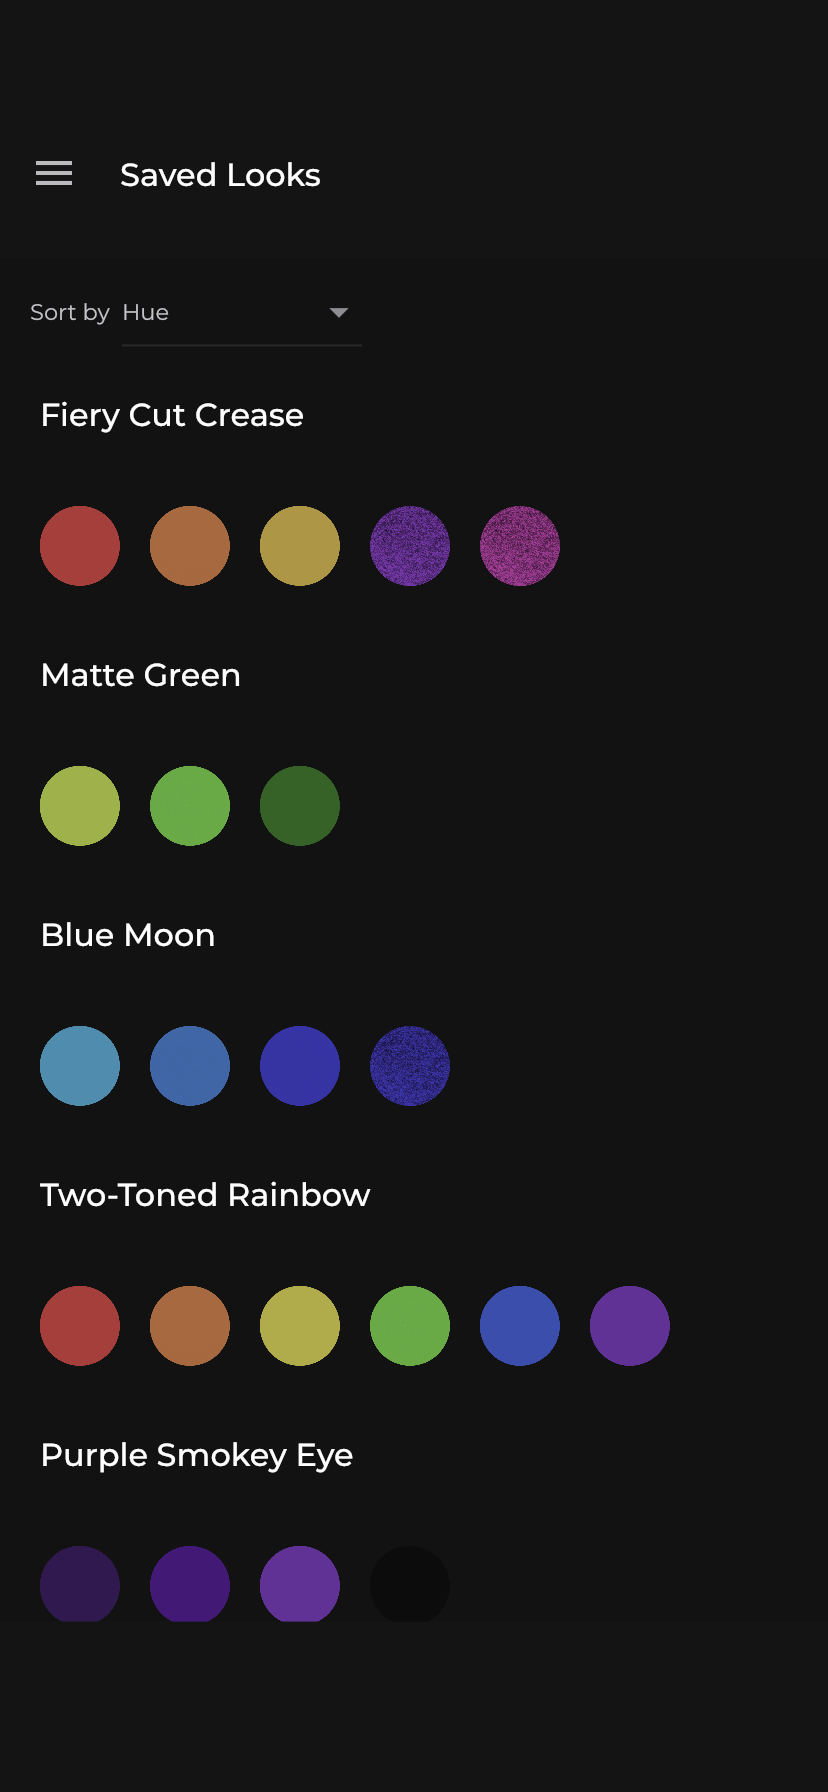 Saved Looks
Sort by Hue
Fiery Cut Crease
Matte Green
Blue Moon
Two-Toned Rainbow
Purple Smokey Eye